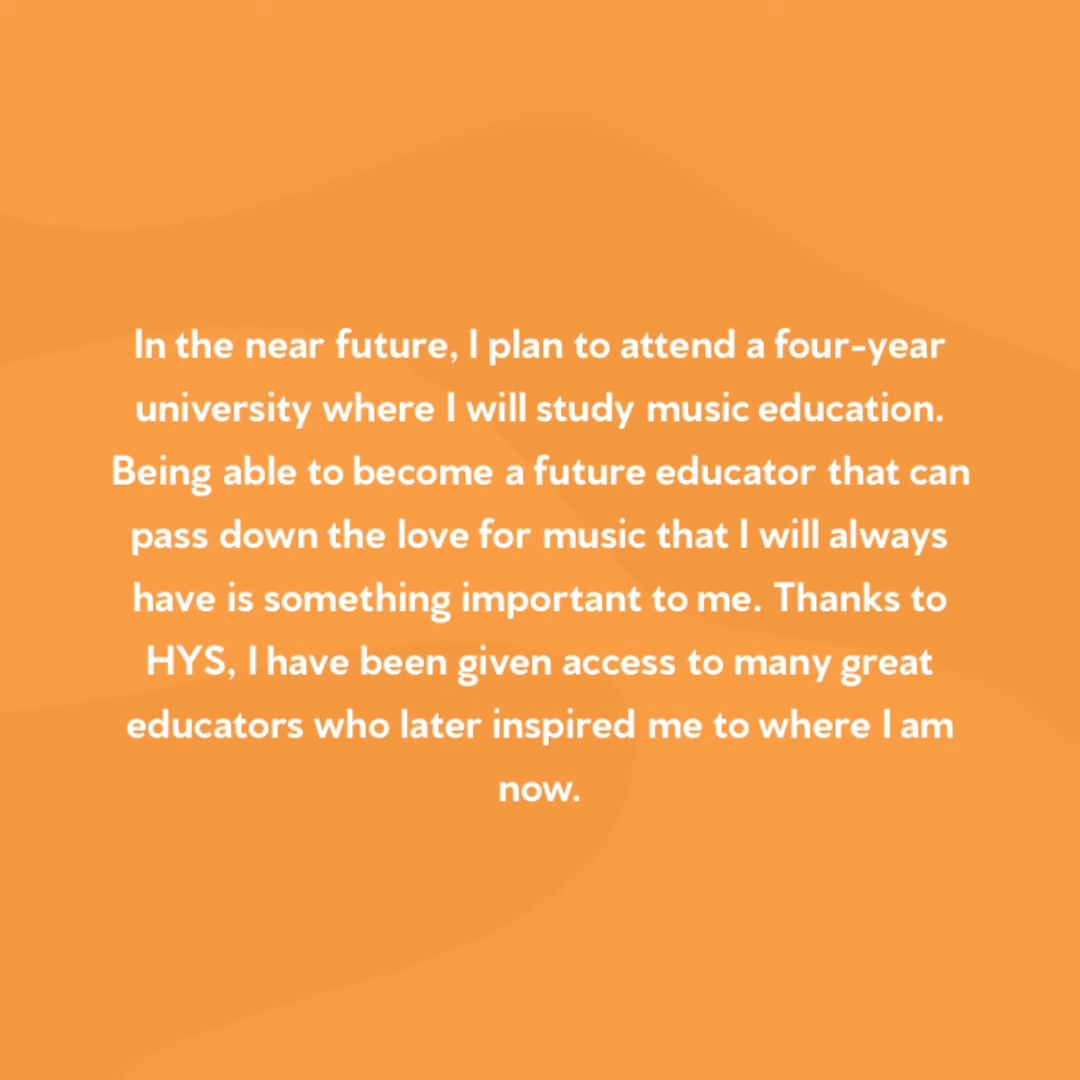 In the near future, I plan to attend a four-year
university where I will study music education.
Being able to become a future educator that can
pass down the love for music that I will always
have is something important to me. Thanks to
HYS, I have been given access to many great
educators who later inspired me to where I am
now.